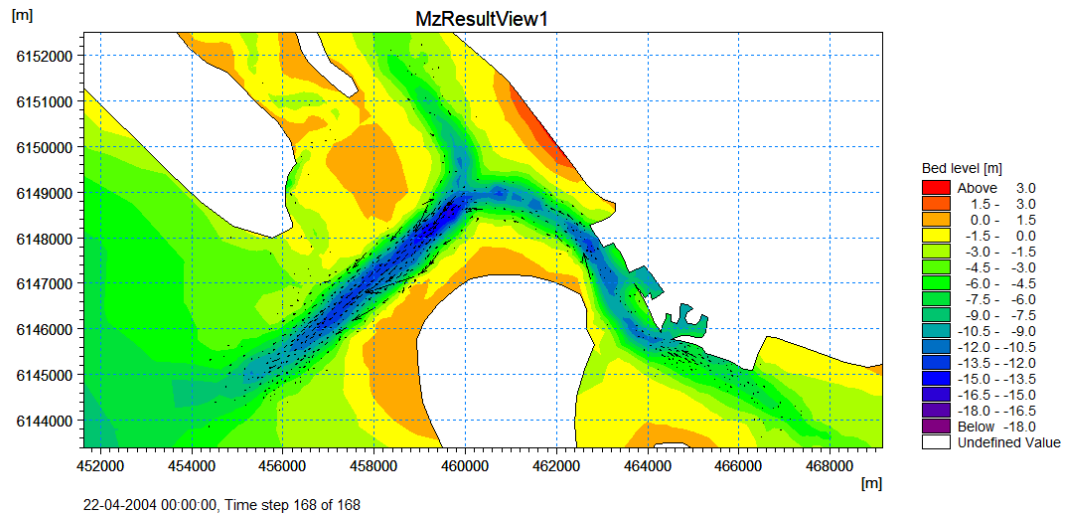 [m]
MzResultView1
6152000
6151000
6150000
6149000
6148000
6147000
6146000
6145000
6144000
452000 454000 456000 458000 460000 462000 464000 466000 468000
[m]
22-04-2004 00:00:00, Time step 168 of 168
Bed level [m]
Above 3.0
1.5 - 3.0
0.0 - 1.5
-1.5 - 0.0
-3.0 - -1.5
-4.5 - -3.0
-6.0 - -4.5
-7.5 - -6.0
-9.0 - -7.5
-10.5 - -9.0
-12.0 - -10.5
-13.5 - -12.0
-15.0 - -13.5
-16.5 - -15.0
-18.0 - -16.5
Below -18.0
Undefined Value